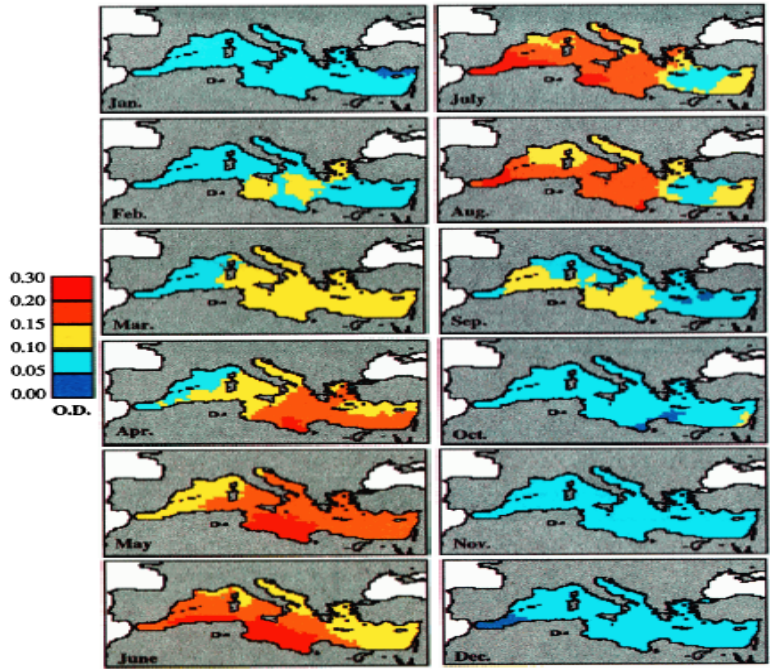 Jan.
July
Feb.
Aug.
Mar.
Sep.
Apr.
Oct.
May
Nov.
June
Dec.
0.30
0.20
0.15
0.10
0.05
0.00
O.D.